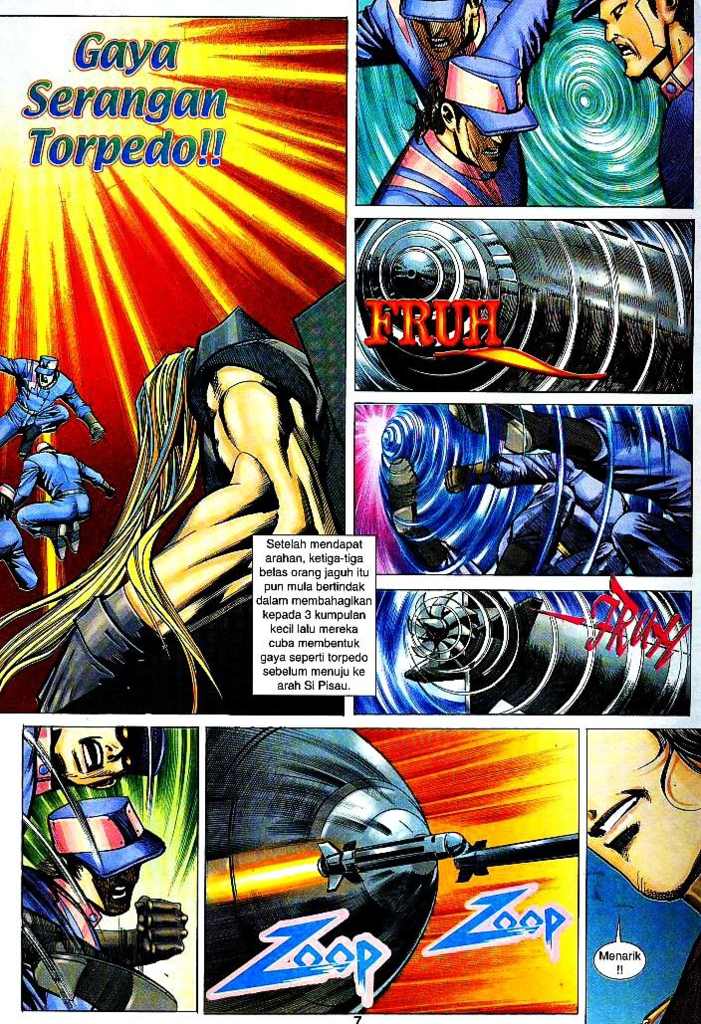 Gaya
Serangan
Torpedo!!
FRUH
Setelah mendapat
arahan, ketiga-tiga
belas orang jaguh itu
pun mula bertindak
dalam membahagikan
kepada 3 kumpulan
kecil lalu mereka
cuba membentuk
gaya seperti torpedo
sebelum menuju ke
arah Si Pisau.
FRUH
ZOOP
ZOOP
Menarik
!!
7